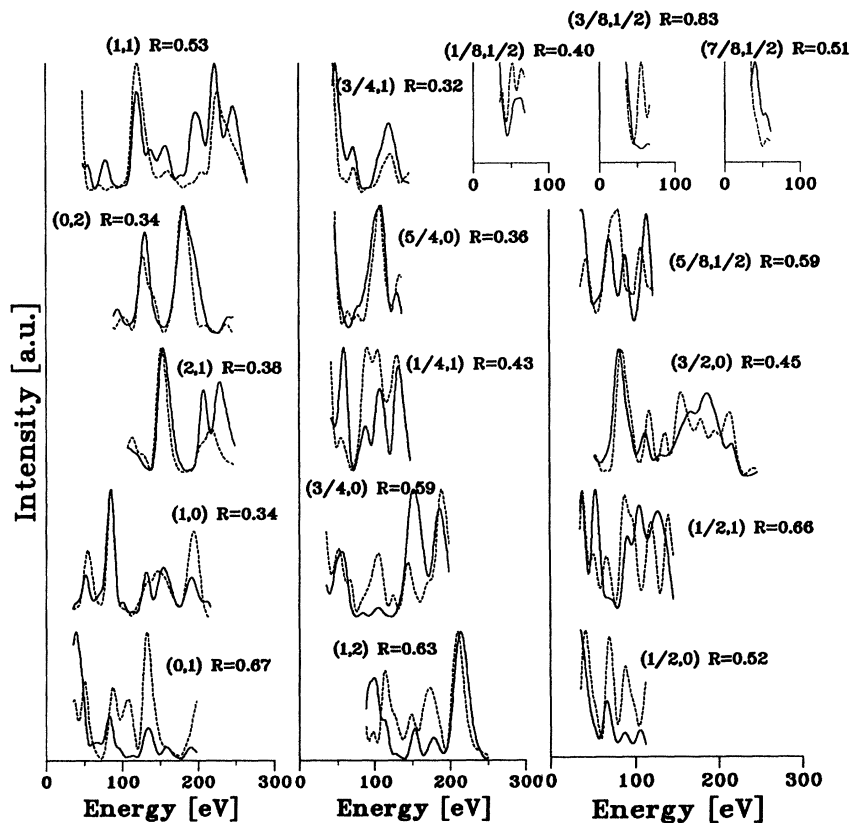 (3/8,1/2) R=0.83
(1,1) R=0.53
(1/8,1/2) R=0.40
(7/8,1/2) R=0.51
(3/4,1) R=0.32
0 100
0 100
0 100
(0,2) R=0.34
(5/4,0) R=0.36
(5/8,1/2) R=0.59
(2,1) R=0.38
(1/4,1) R=0.43
(3/2,0) R=0.45
Intensity [a.u.]
(3/4,0) R=0.59
(1,0) R=0.34
(1/2,1) R=0.66
(0,1) R=0.67
(1,2) R=0.63
(1/2,0) R=0.52
0 100 200 300
0 100 200 300
0 100 200 300
Energy [eV]
Energy [eV]
Energy [eV]